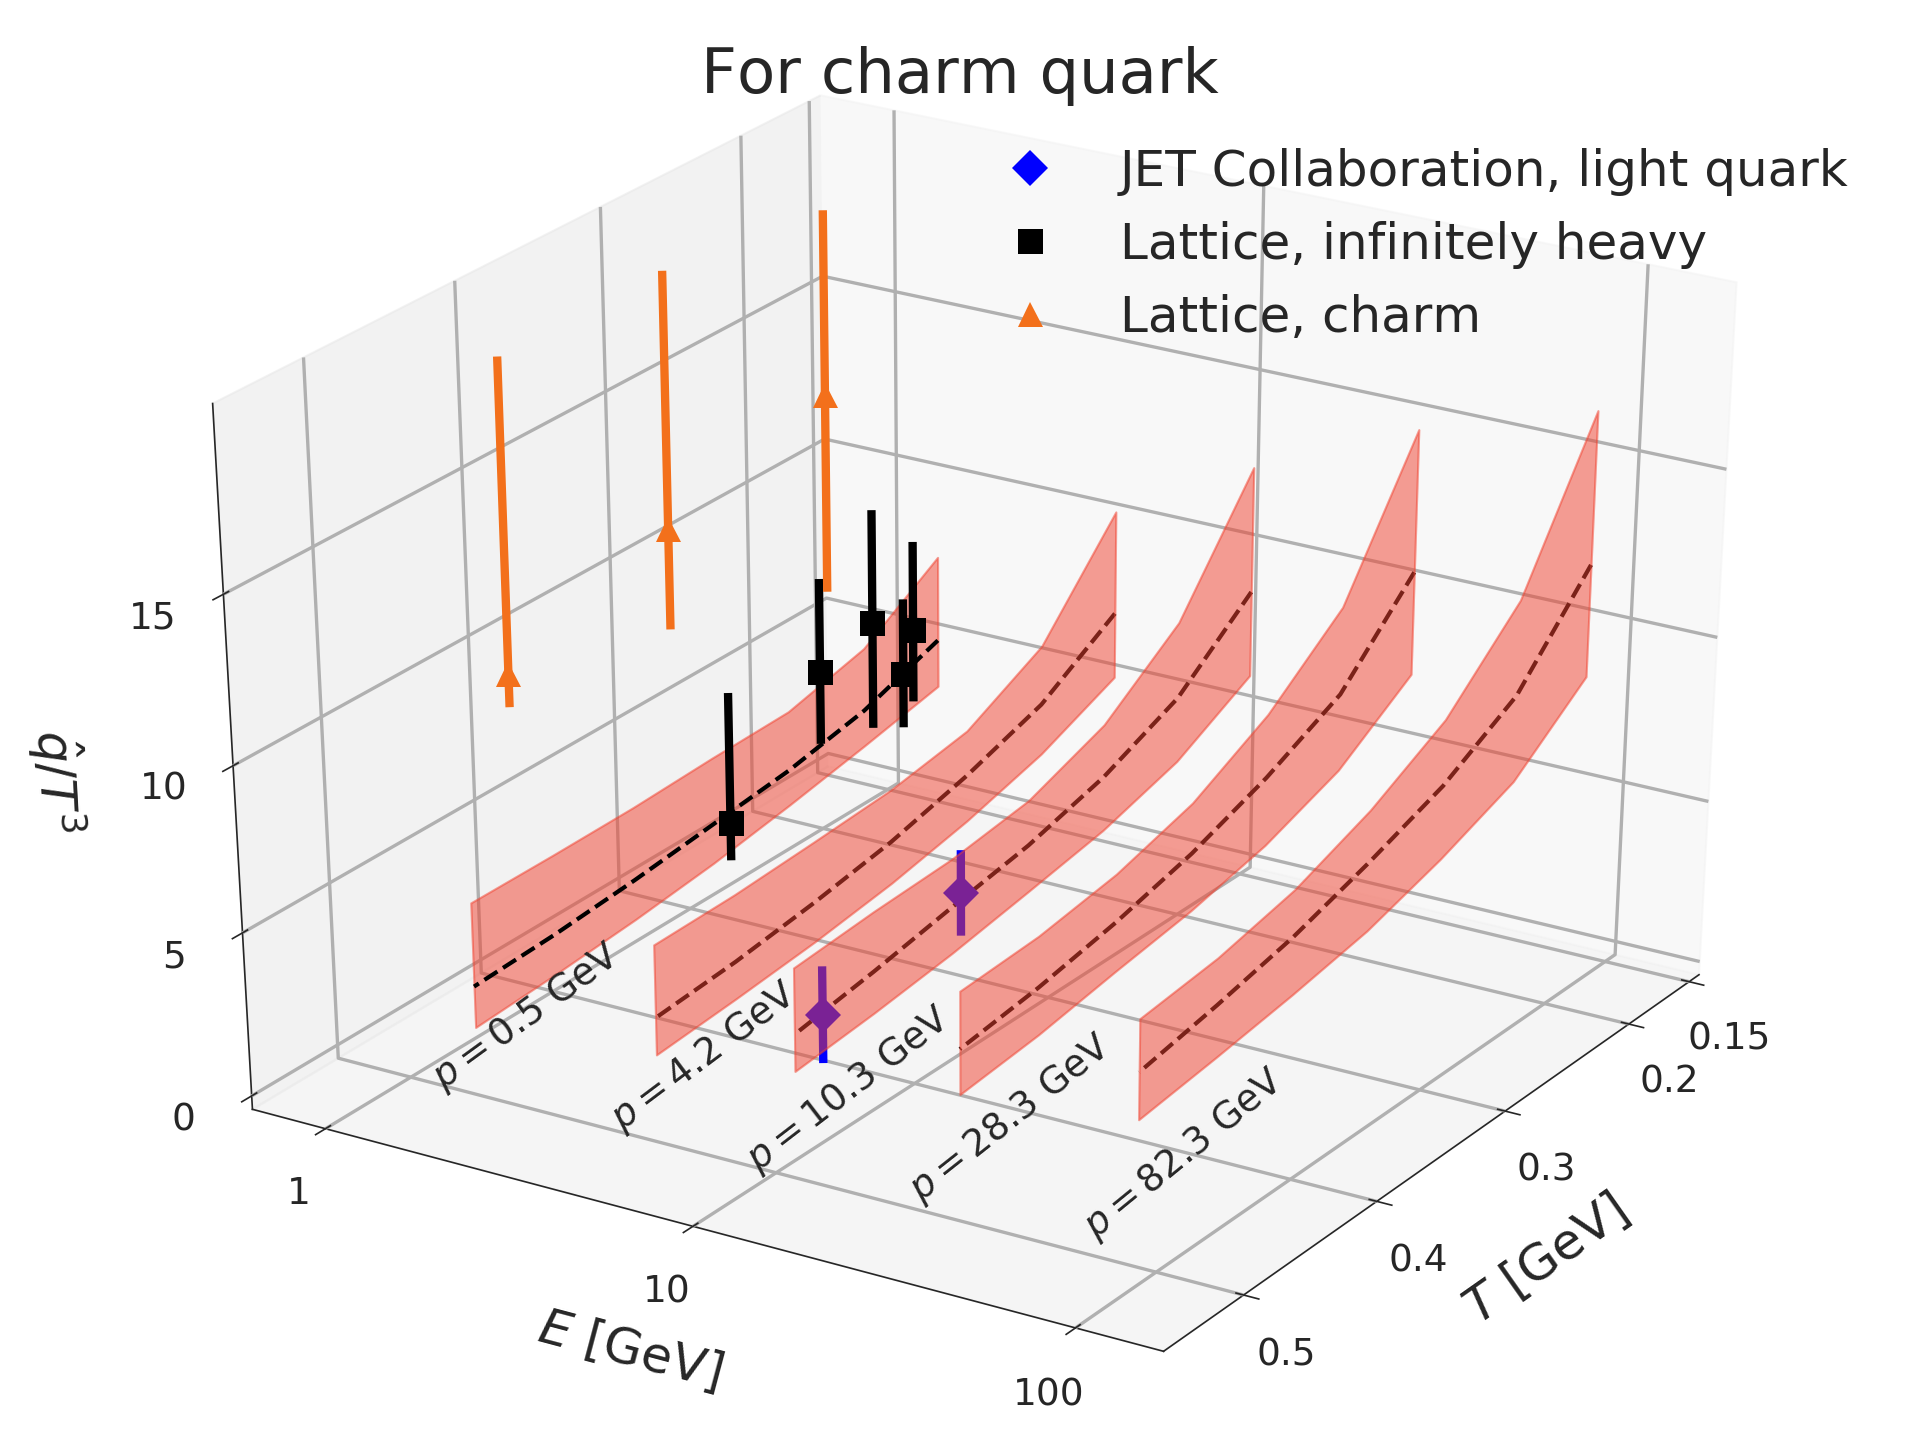 For charm quark
JET Collaboration, light quark
Lattice, infinitely heavy
Lattice, charm
15
10
5
0
q̂/T³
1
10
100
E [GeV]
0.15
0.2
0.3
0.4
0.5
T [GeV]
p = 0.5 GeV
p = 4.2 GeV
p = 10.3 GeV
p = 28.3 GeV
p = 82.3 GeV